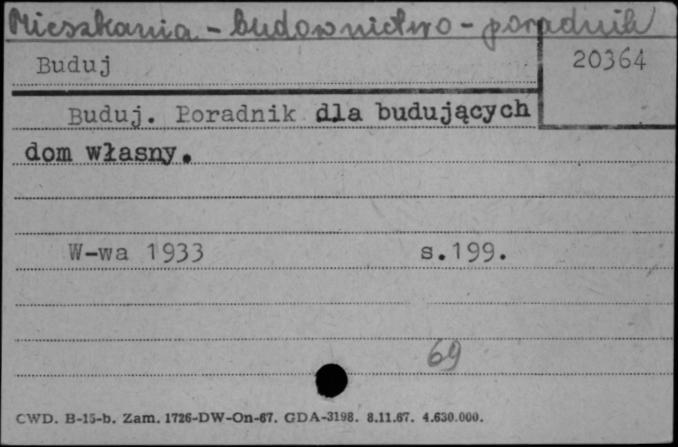 Mieszkania - budownictwo - poradnik
Buduj
20364
Buduj. Poradnik dla budujących
dom własny.
W-wa 1933 s.199.
69
CWD. B-15-b. Zam. 1726-DW-On-67. GDA-3198. 8.11.67. 4.630.000.